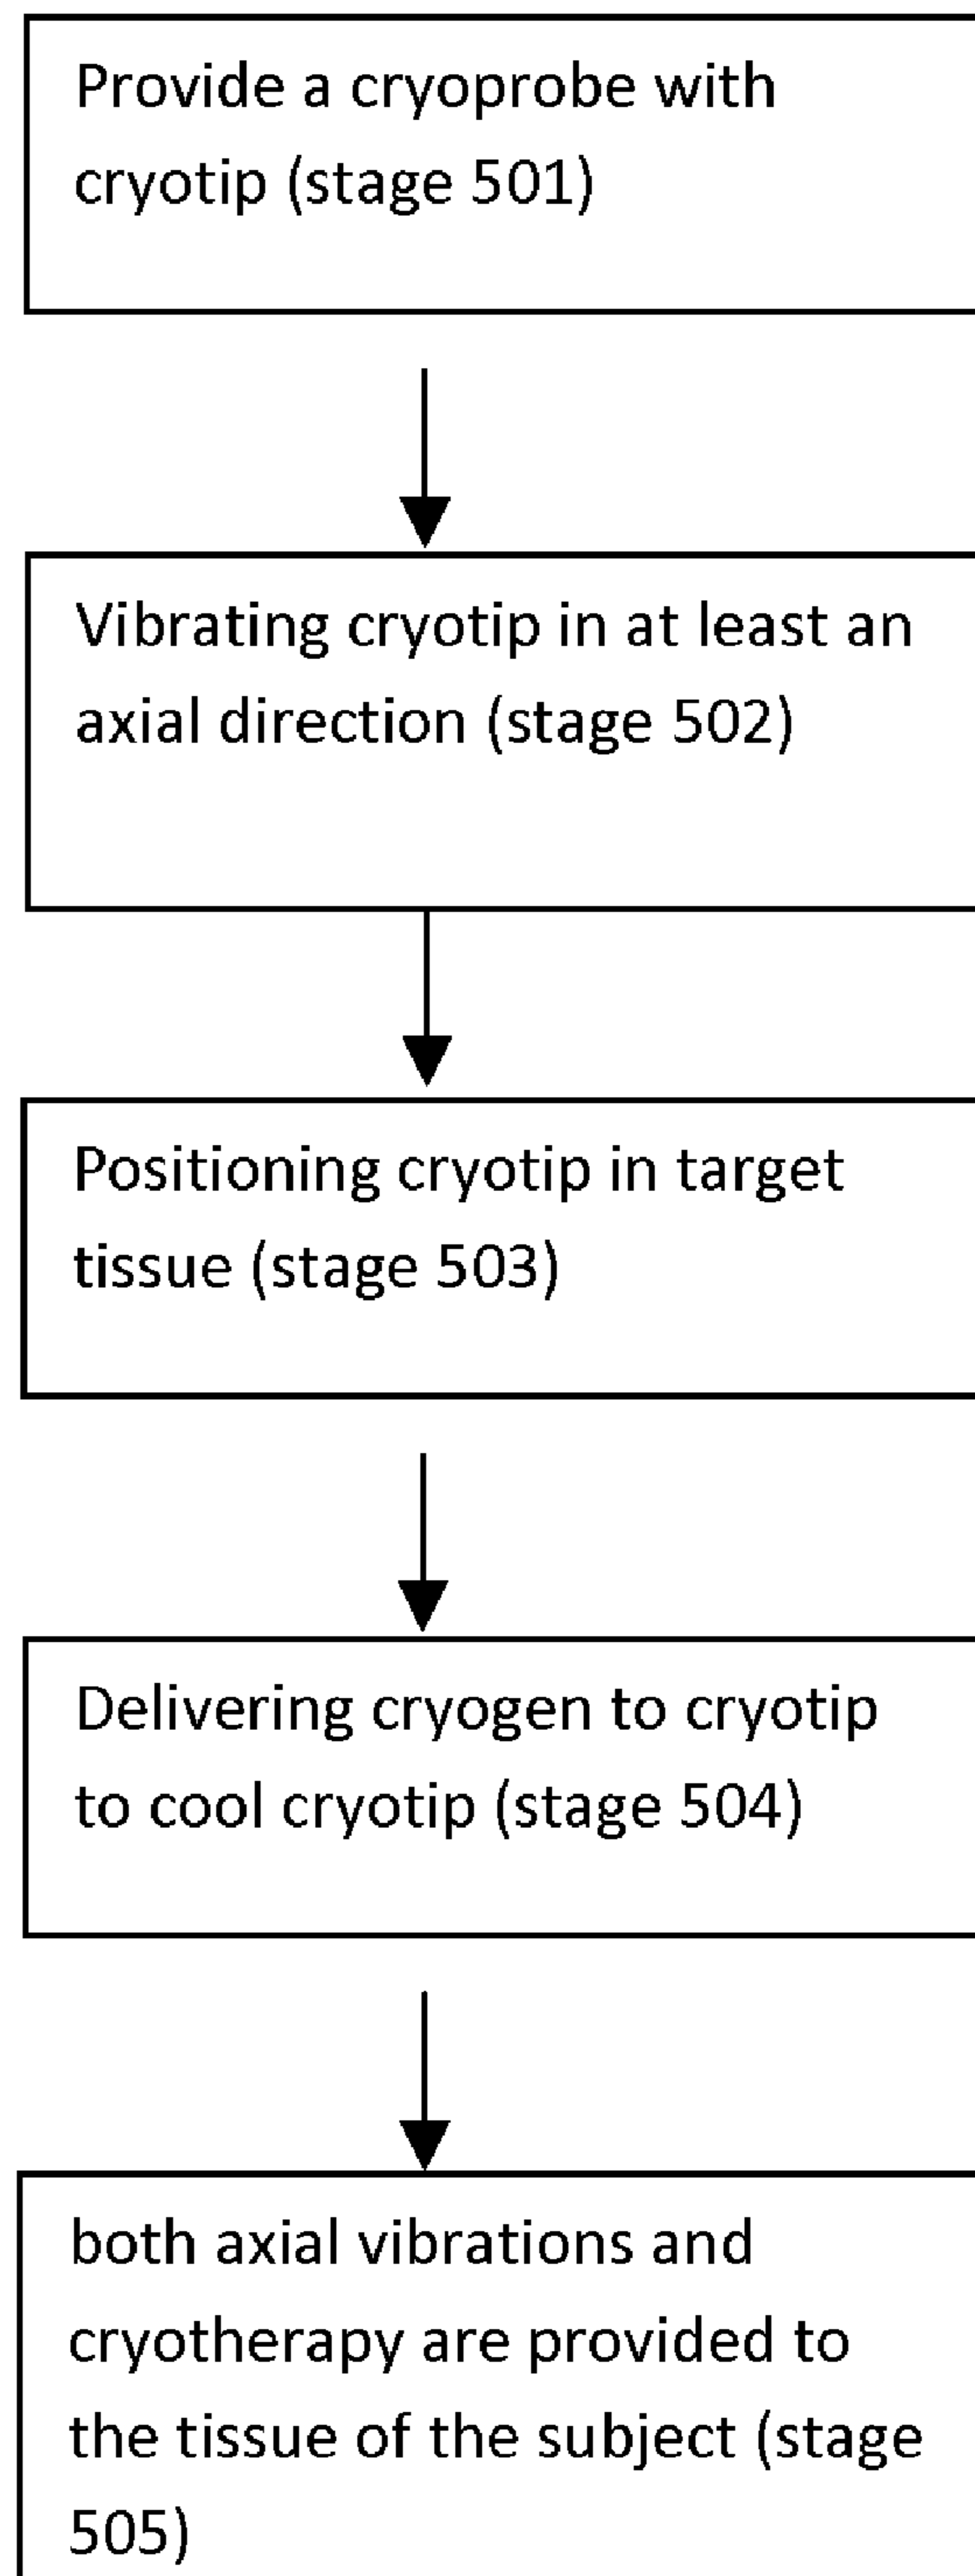 Provide a cryoprobe with
cryotip (stage 501)
Vibrating cryotip in at least an
axial direction (stage 502)
Positioning cryotip in target
tissue (stage 503)
Delivering cryogen to cryotip
to cool cryotip (stage 504)
both axial vibrations and
cryotherapy are provided to
the tissue of the subject (stage
505)